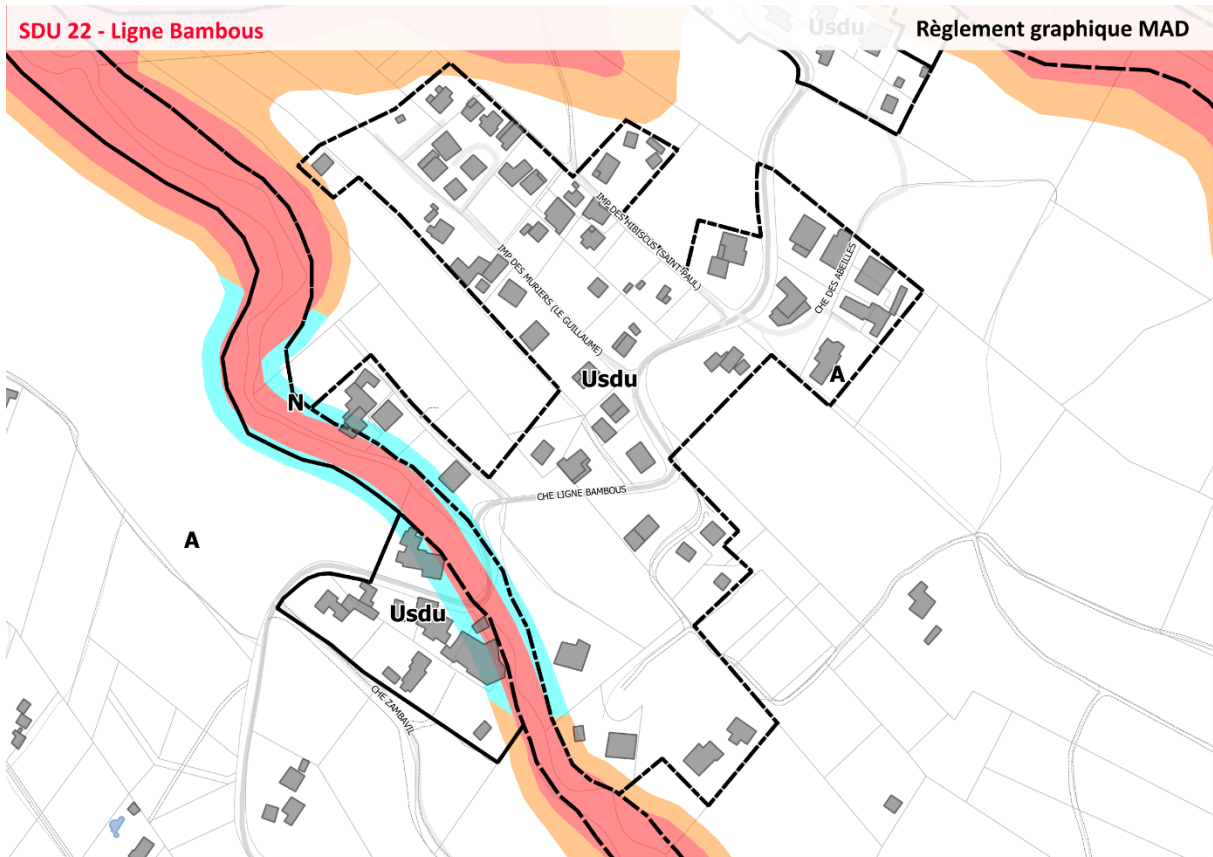 SDU 22 - Ligne Bambous
Règlement graphique MAD
Usdu
IMP DES HIBISCUS (SAINT-PAUL)
IMP DES MURIERS (LE GUILLAUME)
CHE DES ABEILLES
Usdu
A
N
CHE LIGNE BAMBOUS
A
Usdu
CHE ZAMBAVIL